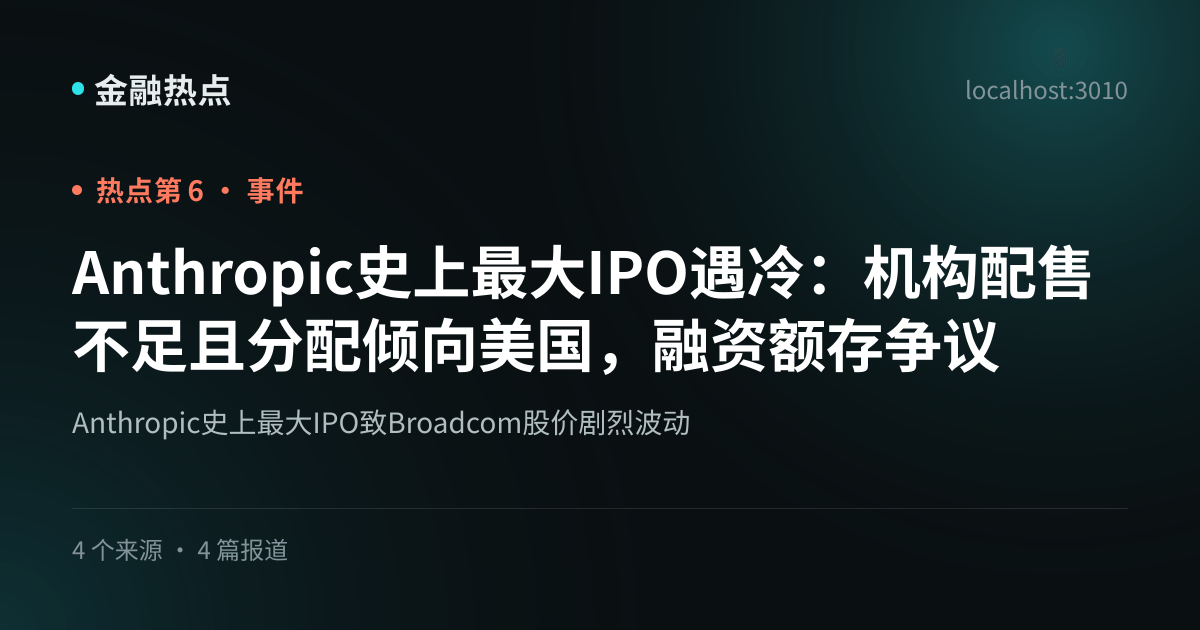 金融热点
localhost:3010
热点第 6 · 事件
Anthropic史上最大IPO遇冷：机构配售
不足且分配倾向美国，融资额存争议
Anthropic史上最大IPO致Broadcom股价剧烈波动
4 个来源 · 4 篇报道